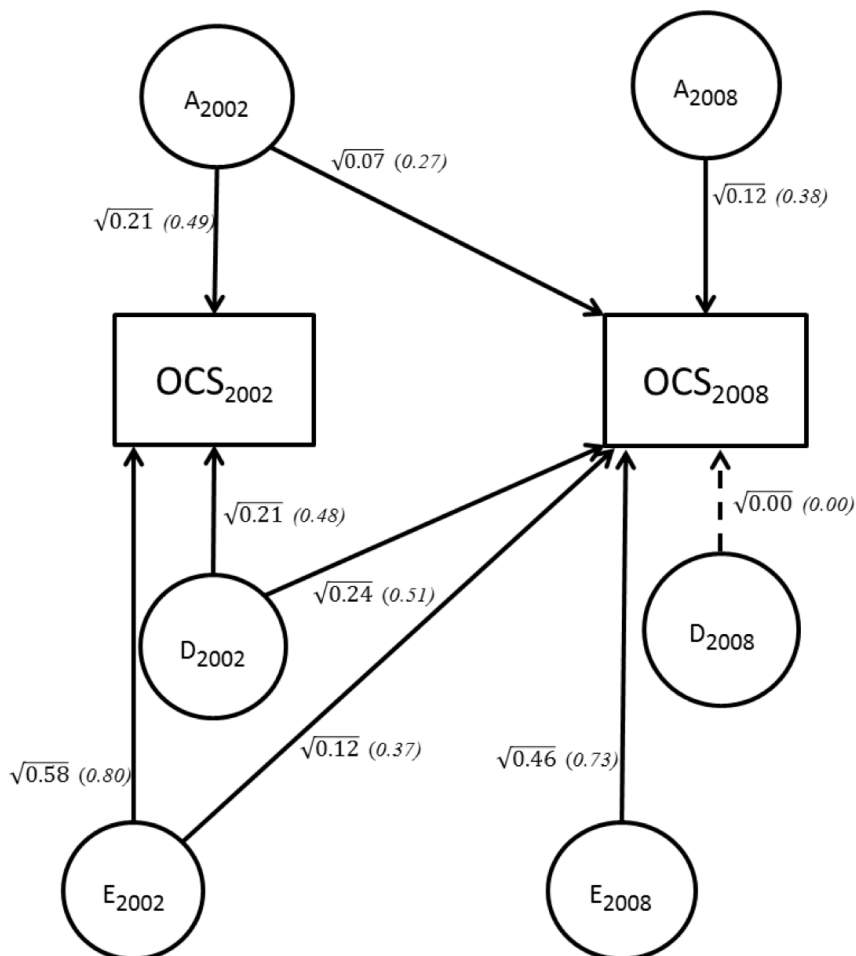 A2002
A2008
√0.07 (0.27)
√0.21 (0.49)
√0.12 (0.38)
OCS2002
OCS2008
√0.21 (0.48)
√0.00 (0.00)
√0.24 (0.51)
D2002
D2008
√0.12 (0.37)
√0.58 (0.80)
√0.46 (0.73)
E2002
E2008